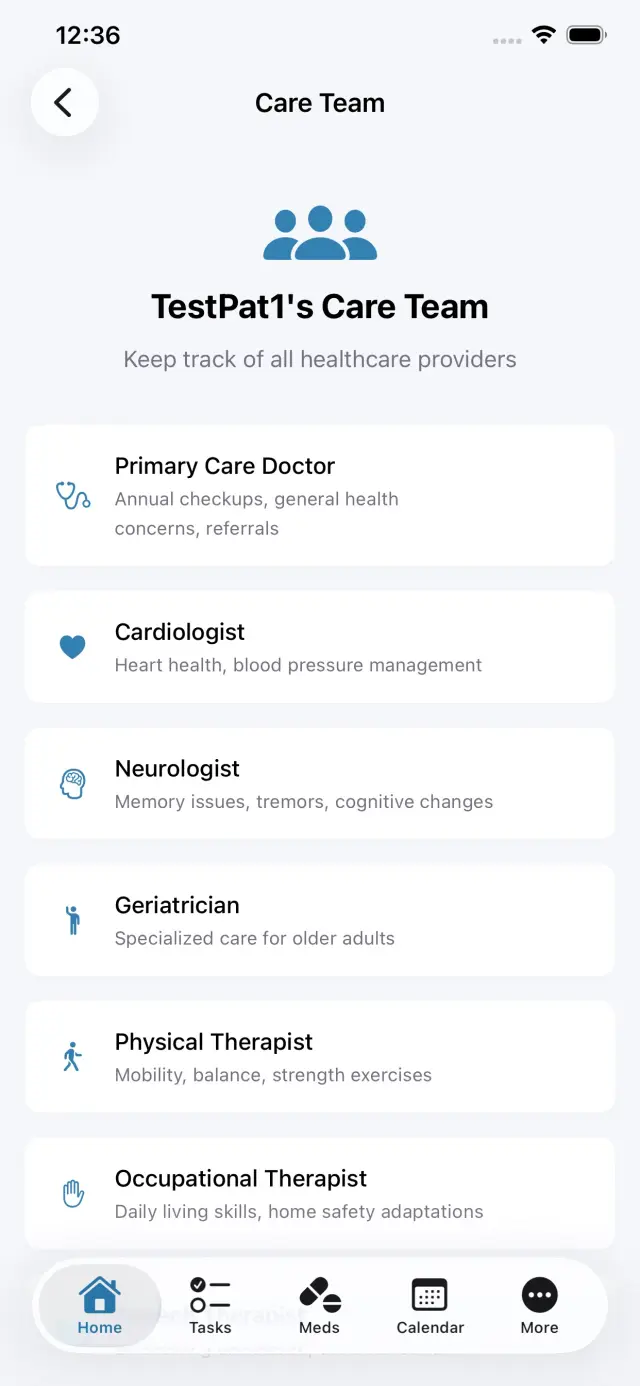 12:36
Care Team
TestPat1's Care Team
Keep track of all healthcare providers
Primary Care Doctor
Annual checkups, general health
concerns, referrals
Cardiologist
Heart health, blood pressure management
Neurologist
Memory issues, tremors, cognitive changes
Geriatrician
Specialized care for older adults
Physical Therapist
Mobility, balance, strength exercises
Occupational Therapist
Daily living skills, home safety adaptations
Therapist
Home
Tasks
Meds
Calendar
More